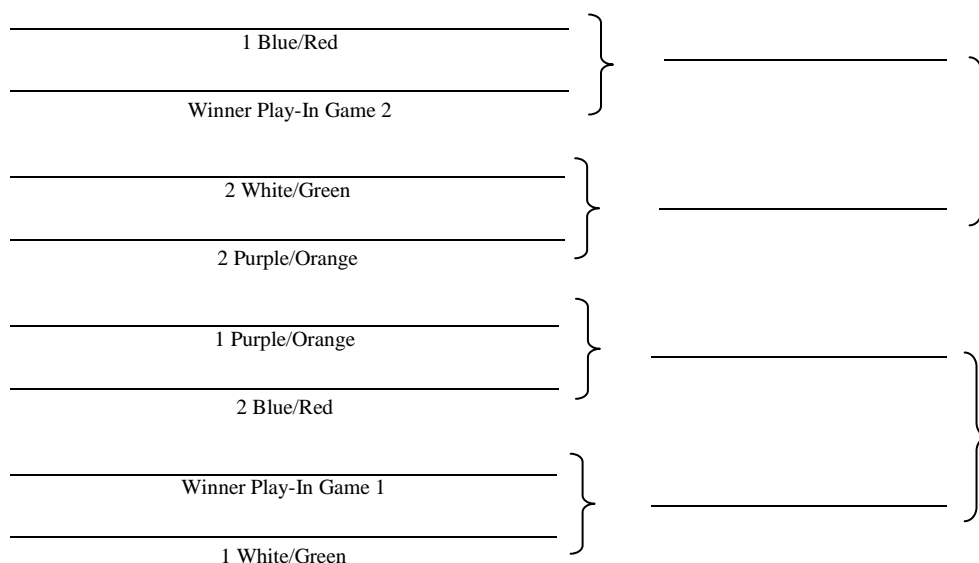 1 Blue/Red
Winner Play-In Game 2
2 White/Green
2 Purple/Orange
1 Purple/Orange
2 Blue/Red
Winner Play-In Game 1
1 White/Green